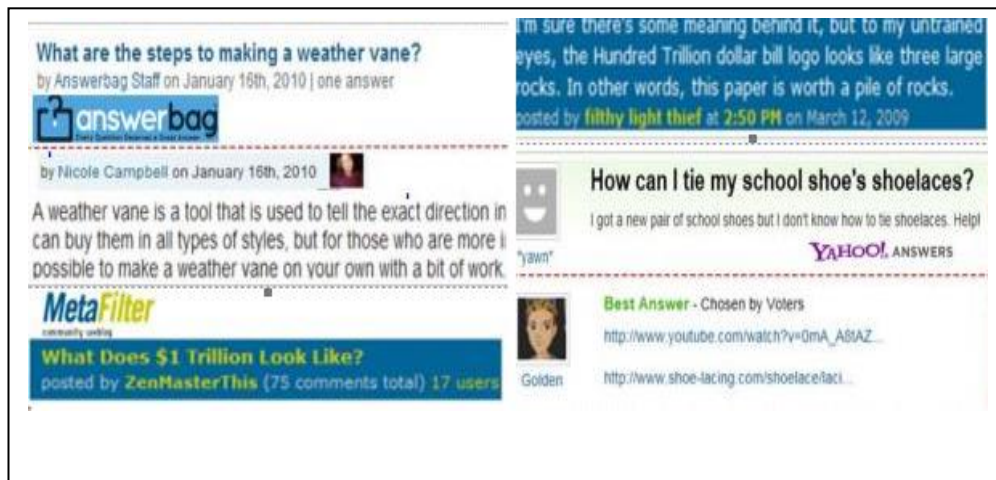 What are the steps to making a weather vane?
by Answerbag Staff on January 16th, 2010 | one answer
answerbag
Every Question Deserves a Great Answer
by Nicole Campbell on January 16th, 2010
A weather vane is a tool that is used to tell the exact direction in
can buy them in all types of styles, but for those who are more i
possible to make a weather vane on your own with a bit of work.
MetaFilter
community weblog
What Does $1 Trillion Look Like?
posted by ZenMasterThis (75 comments total) 17 users
I'm sure there's some meaning behind it, but to my untrained
eyes, the Hundred Trillion dollar bill logo looks like three large
rocks. In other words, this paper is worth a pile of rocks.
posted by filthy light thief at 2:50 PM on March 12, 2009
How can I tie my school shoe's shoelaces?
I got a new pair of school shoes but I don't know how to tie shoelaces. Help!
*yawn*
YAHOO! ANSWERS
Best Answer - Chosen by Voters
http://www.youtube.com/watch?v=0mA_A8fAZ...
http://www.shoe-lacing.com/shoelace/laci...
Golden